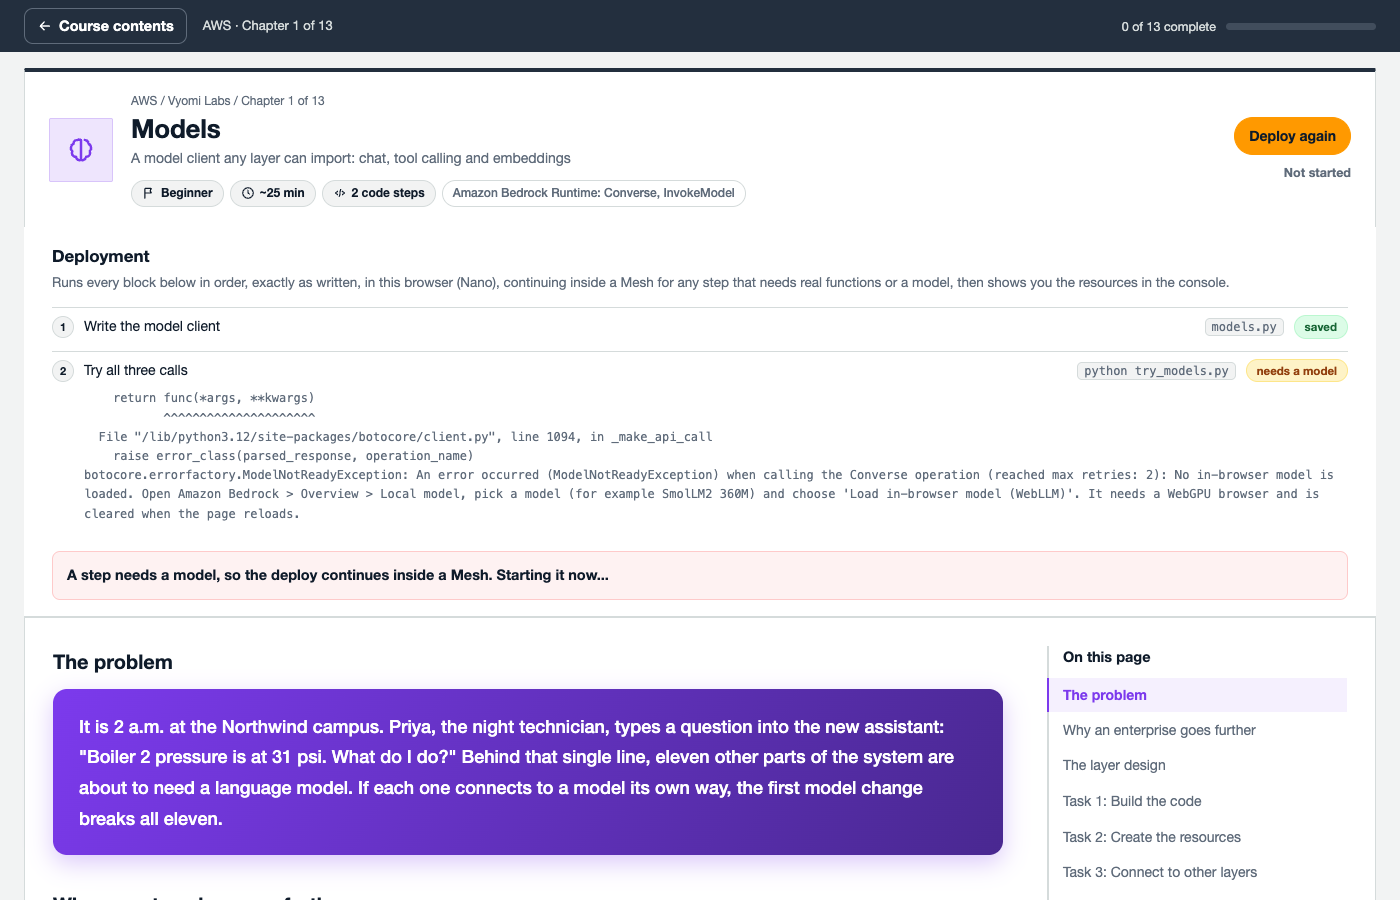 Course contents
AWS · Chapter 1 of 13
0 of 13 complete
AWS / Vyomi Labs / Chapter 1 of 13
Models
A model client any layer can import: chat, tool calling and embeddings
Beginner
~25 min
2 code steps
Amazon Bedrock Runtime: Converse, InvokeModel
Deploy again
Not started
Deployment
Runs every block below in order, exactly as written, in this browser (Nano), continuing inside a Mesh for any step that needs real functions or a model, then shows you the resources in the console.
1 Write the model client
models.py
saved
2 Try all three calls
python try_models.py
needs a model
return func(*args, **kwargs)
^^^^^^^^^^^^^^^^^^^^^
File "/lib/python3.12/site-packages/botocore/client.py", line 1094, in _make_api_call
raise error_class(parsed_response, operation_name)
botocore.errorfactory.ModelNotReadyException: An error occurred (ModelNotReadyException) when calling the Converse operation (reached max retries: 2): No in-browser model is
loaded. Open Amazon Bedrock > Overview > Local model, pick a model (for example SmolLM2 360M) and choose 'Load in-browser model (WebLLM)'. It needs a WebGPU browser and is
cleared when the page reloads.
A step needs a model, so the deploy continues inside a Mesh. Starting it now...
The problem
It is 2 a.m. at the Northwind campus. Priya, the night technician, types a question into the new assistant:
"Boiler 2 pressure is at 31 psi. What do I do?" Behind that single line, eleven other parts of the system are
about to need a language model. If each one connects to a model its own way, the first model change
breaks all eleven.
On this page
The problem
Why an enterprise goes further
The layer design
Task 1: Build the code
Task 2: Create the resources
Task 3: Connect to other layers